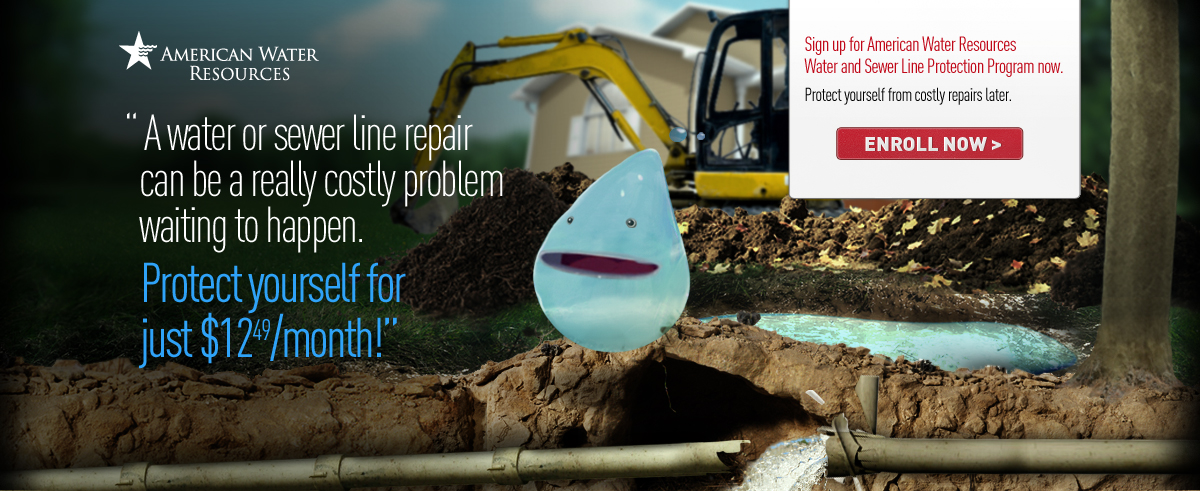 American Water
Resources
“ A water or sewer line repair
can be a really costly problem
waiting to happen.
Protect yourself for
just $12⁴⁹/month!”
Sign up for American Water Resources
Water and Sewer Line Protection Program now.
Protect yourself from costly repairs later.
ENROLL NOW >